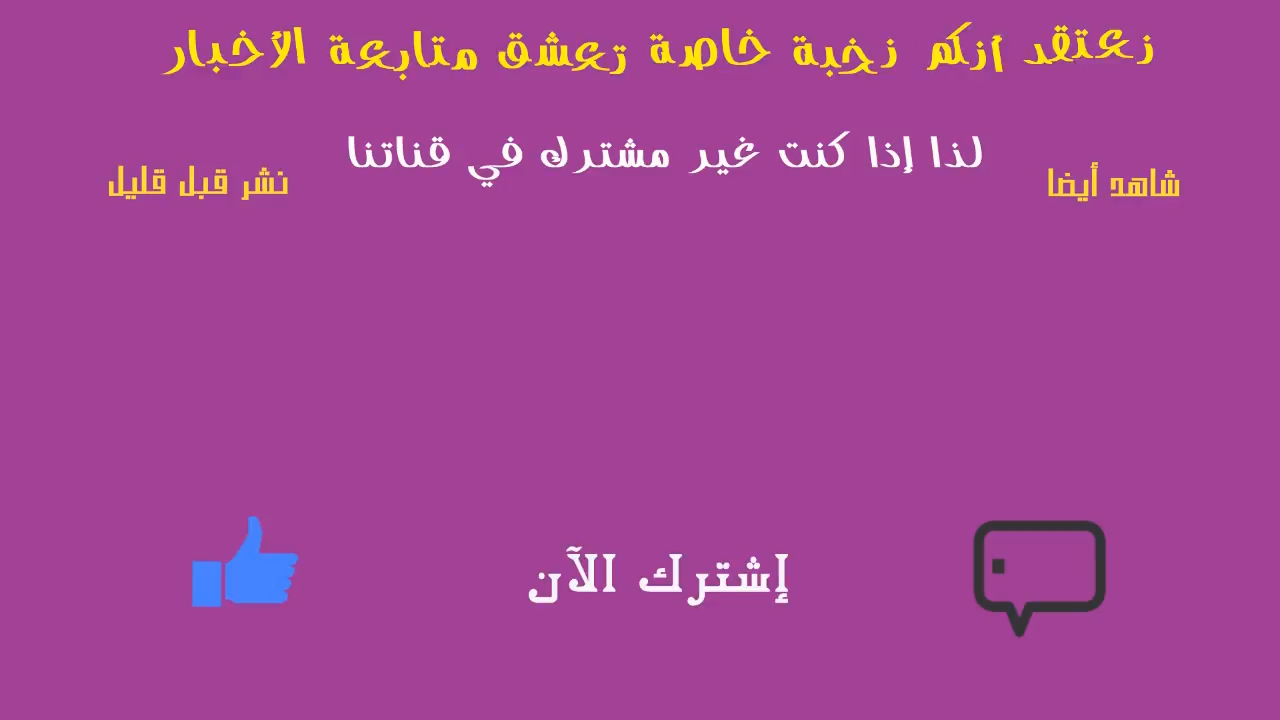 نعتقد أنكم نخبة خاصة تعشق متابعة الأخبار
لذا إذا كنت غير مشترك في قناتنا
شاهد أيضا
نشر قبل قليل
إشترك الآن